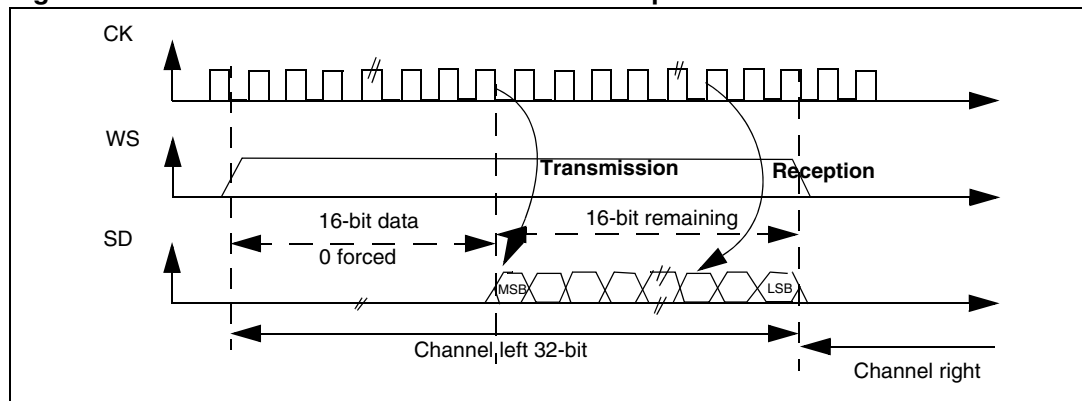 CK
WS
Transmission
Reception
16-bit data
16-bit remaining
SD
0 forced
MSB
LSB
Channel left 32-bit
Channel right